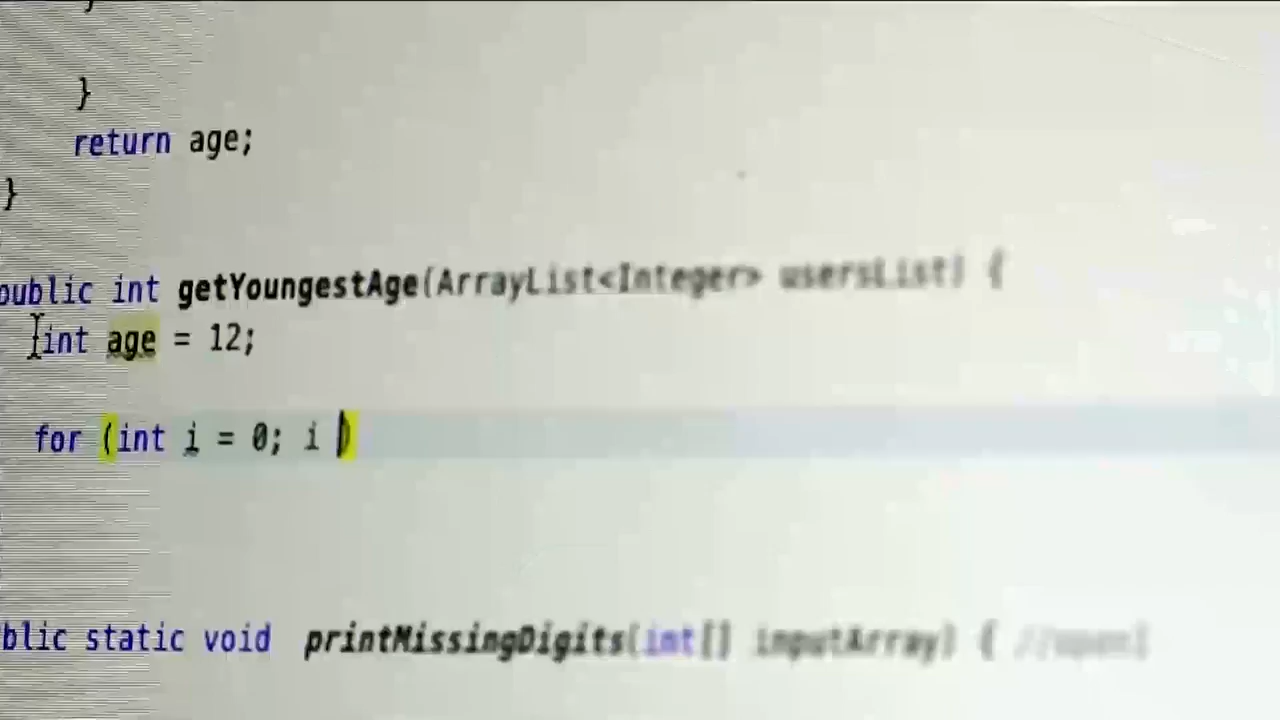 }
}
return age;
}
public int getYoungestAge(ArrayList<Integer> usersList) {
int age = 12;
for (int i = 0; i )
blic static void printMissingDigits(int[] inputArray) {